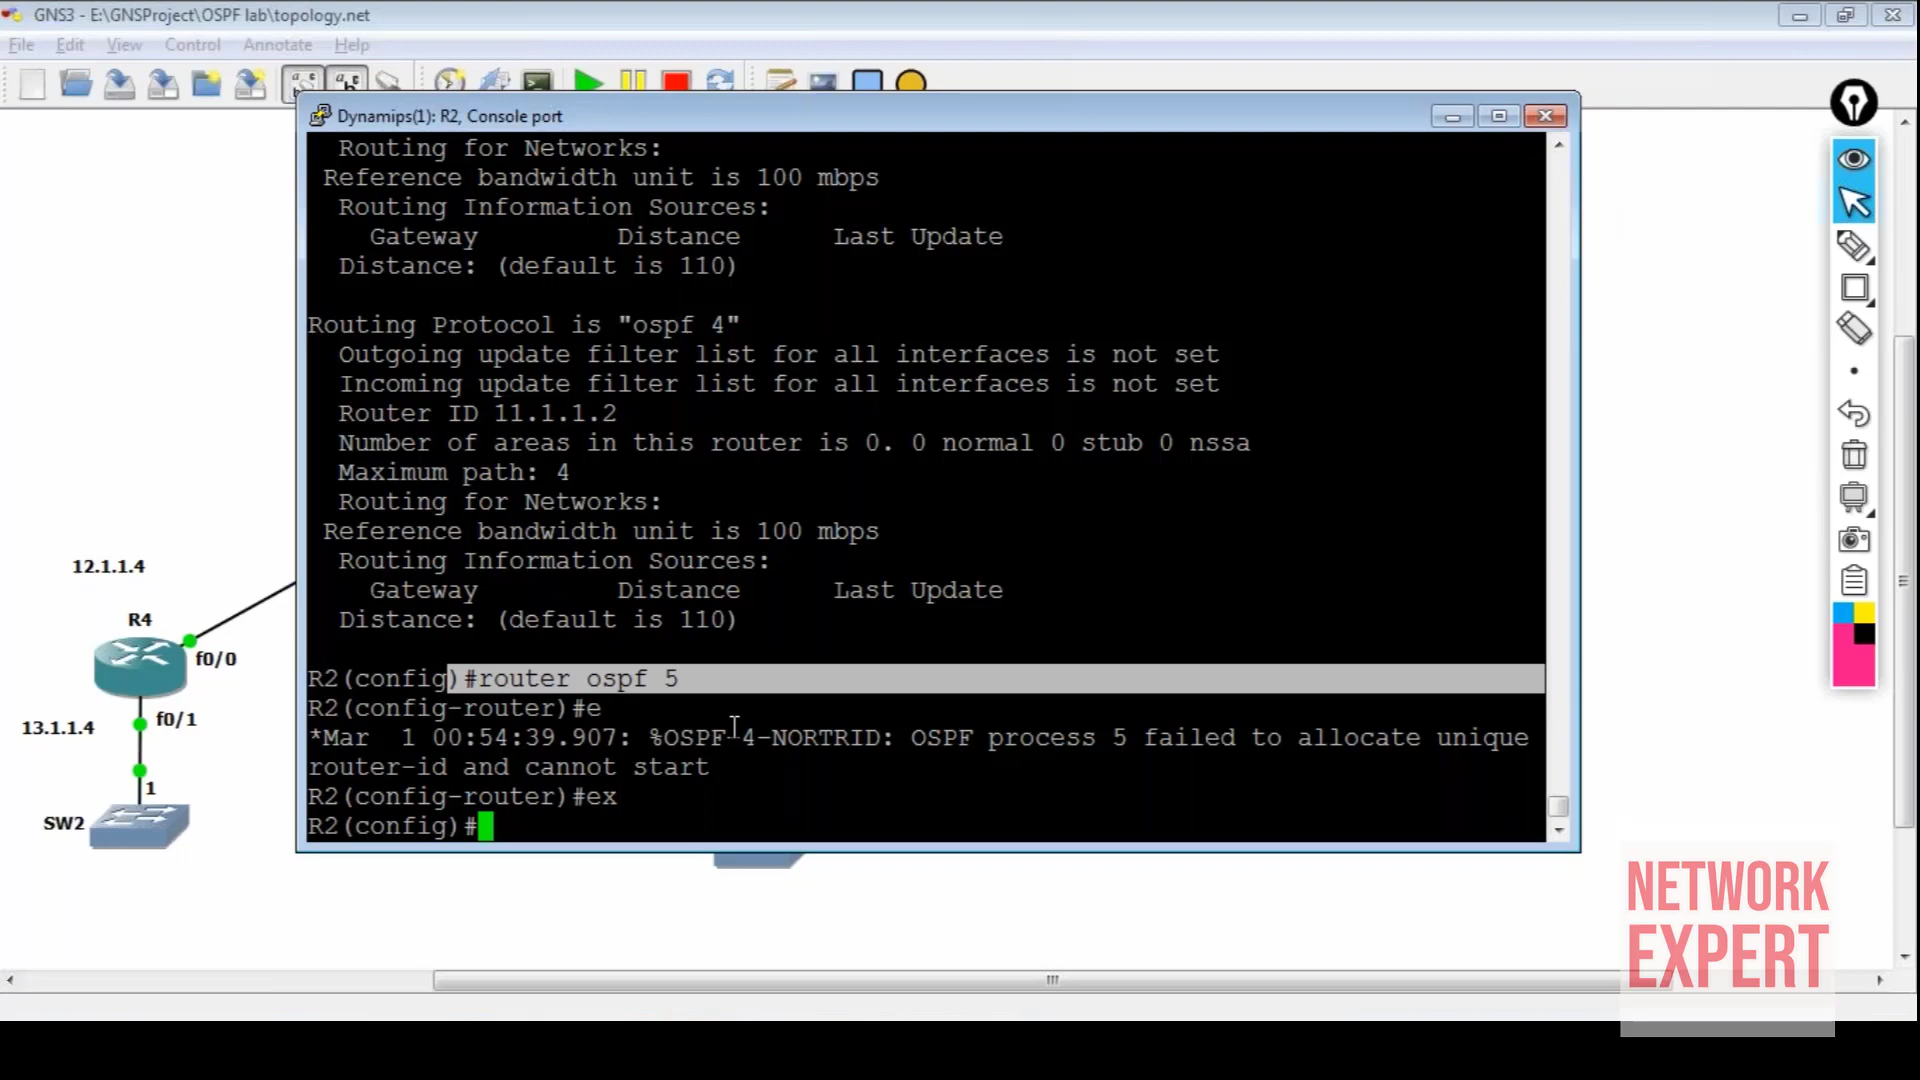 GNS3 - E:\GNSProject\OSPF lab\topology.net
File Edit View Control Annotate Help
Dynamips(1): R2, Console port
Routing for Networks:
Reference bandwidth unit is 100 mbps
Routing Information Sources:
Gateway Distance Last Update
Distance: (default is 110)
Routing Protocol is "ospf 4"
Outgoing update filter list for all interfaces is not set
Incoming update filter list for all interfaces is not set
Router ID 11.1.1.2
Number of areas in this router is 0. 0 normal 0 stub 0 nssa
Maximum path: 4
Routing for Networks:
Reference bandwidth unit is 100 mbps
Routing Information Sources:
Gateway Distance Last Update
Distance: (default is 110)
R2(config)#router ospf 5
R2(config-router)#e
*Mar 1 00:54:39.907: %OSPF-4-NORTRID: OSPF process 5 failed to allocate unique
router-id and cannot start
R2(config-router)#ex
R2(config)#
12.1.1.4
R4
f0/0
13.1.1.4
f0/1
1
SW2
NETWORK
EXPERT